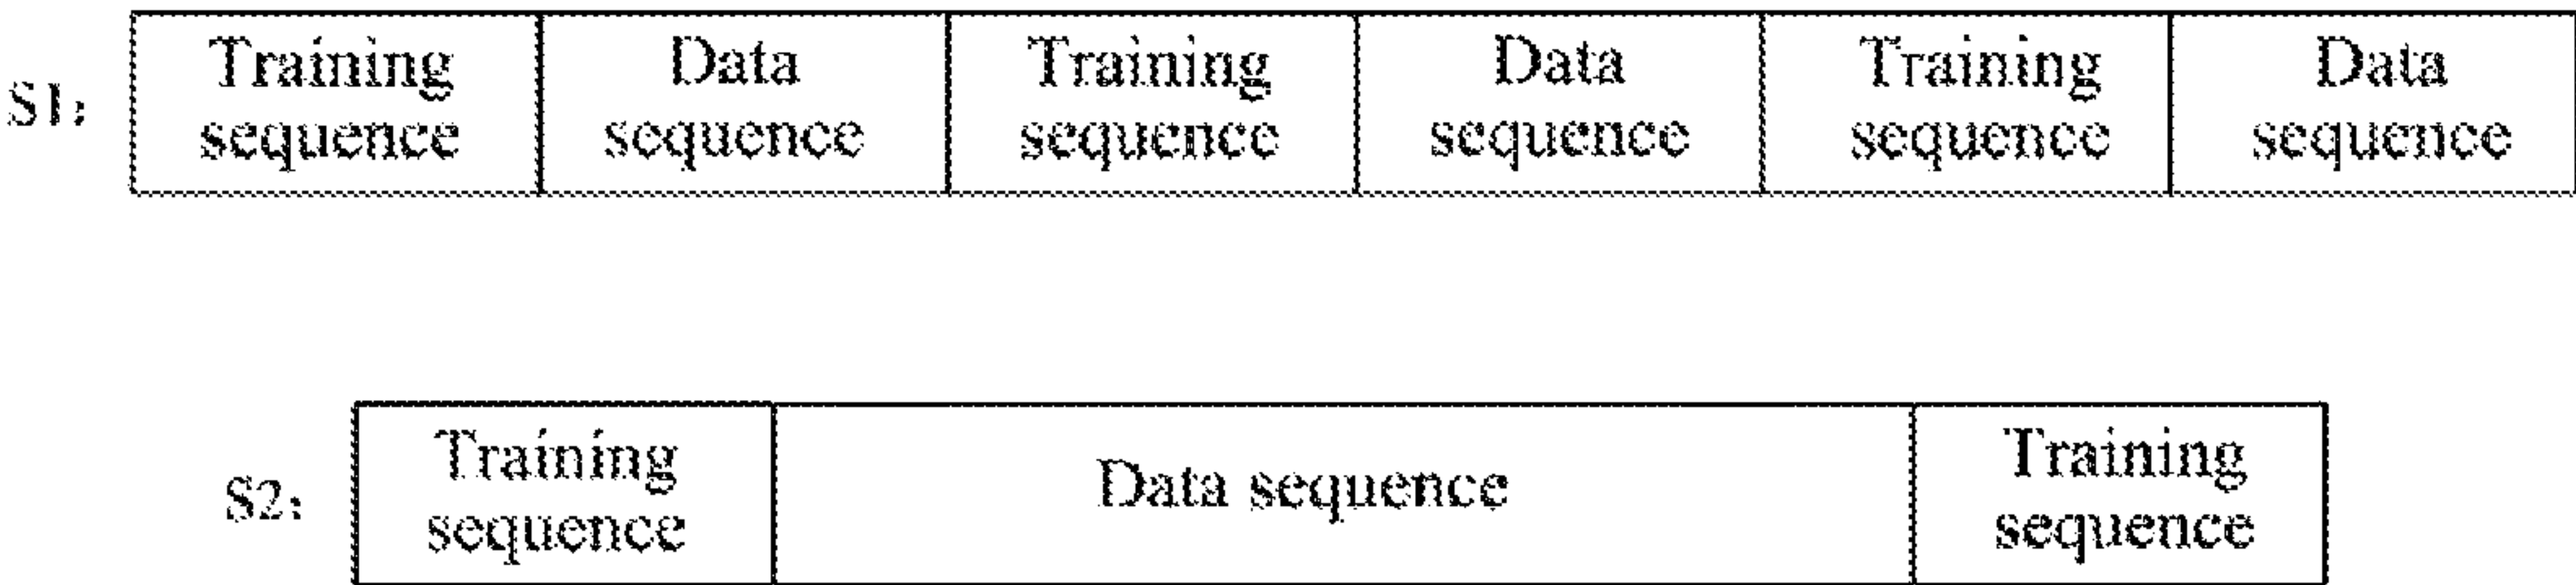 Training Data Training Data Training Data
S1:
sequence sequence sequence sequence sequence sequence
Training Training
S2: Data sequence
sequence sequence